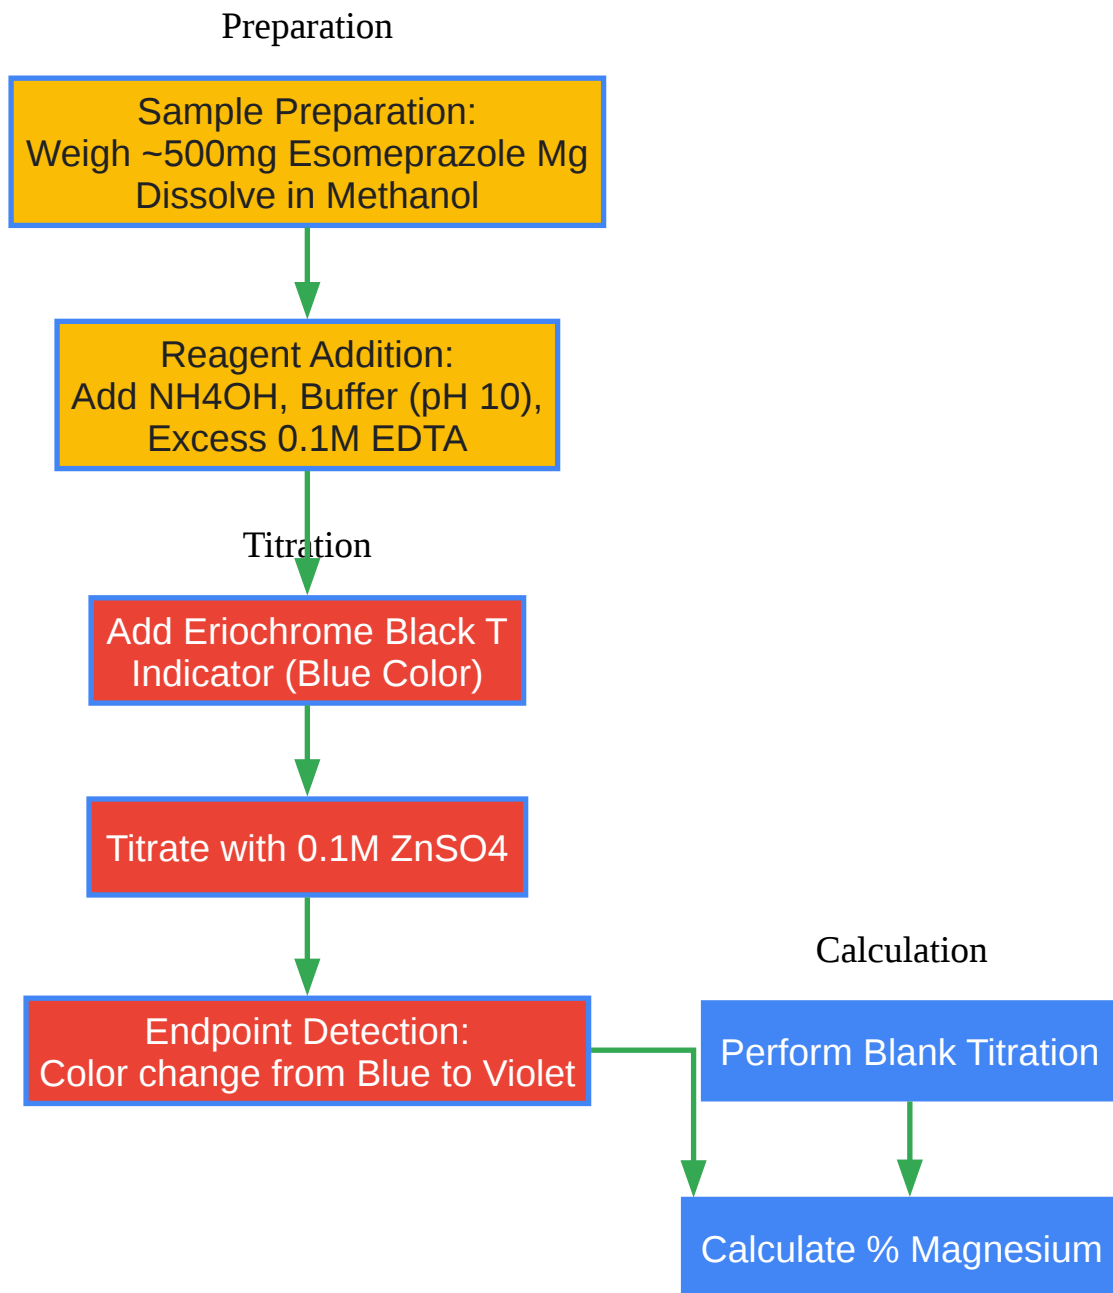 Preparation
Sample Preparation:
Weigh ~500mg Esomeprazole Mg
Dissolve in Methanol
Reagent Addition:
Add NH4OH, Buffer (pH 10),
Excess 0.1M EDTA
Titration
Add Eriochrome Black T
Indicator (Blue Color)
Titrate with 0.1M ZnSO4
Endpoint Detection:
Color change from Blue to Violet
Calculation
Perform Blank Titration
Calculate % Magnesium